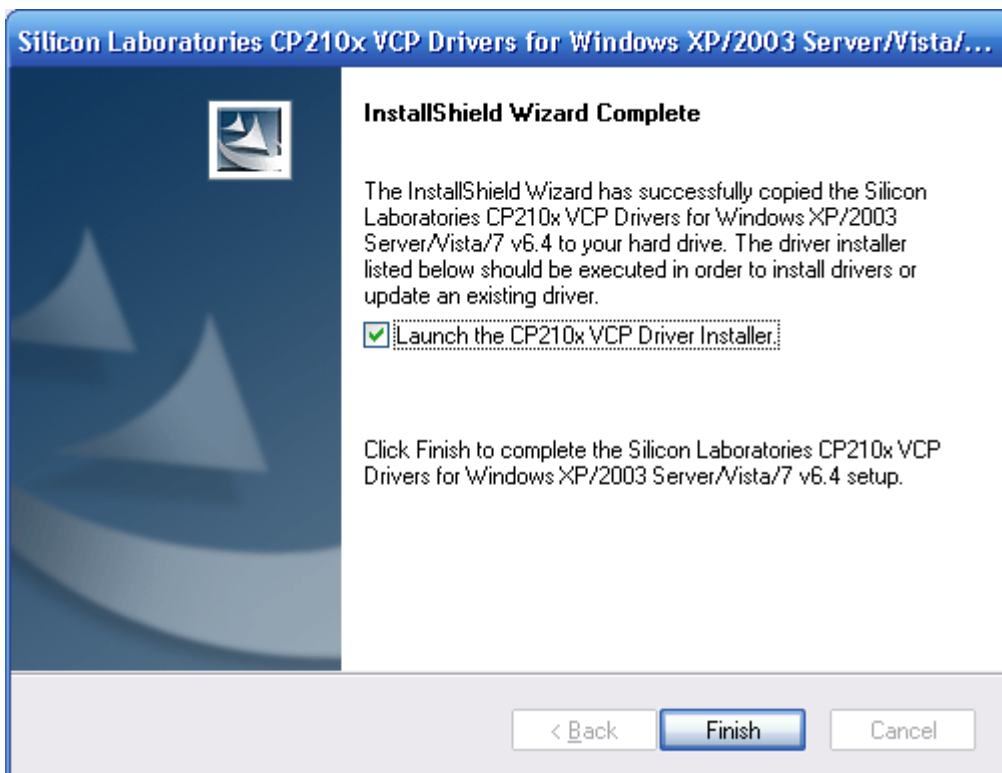 Silicon Laboratories CP210x VCP Drivers for Windows XP/2003 Server/Vista/...
InstallShield Wizard Complete
The InstallShield Wizard has successfully copied the Silicon
Laboratories CP210x VCP Drivers for Windows XP/2003
Server/Vista/7 v6.4 to your hard drive. The driver installer
listed below should be executed in order to install drivers or
update an existing driver.
Launch the CP210x VCP Driver Installer.
Click Finish to complete the Silicon Laboratories CP210x VCP
Drivers for Windows XP/2003 Server/Vista/7 v6.4 setup.
< Back
Finish
Cancel